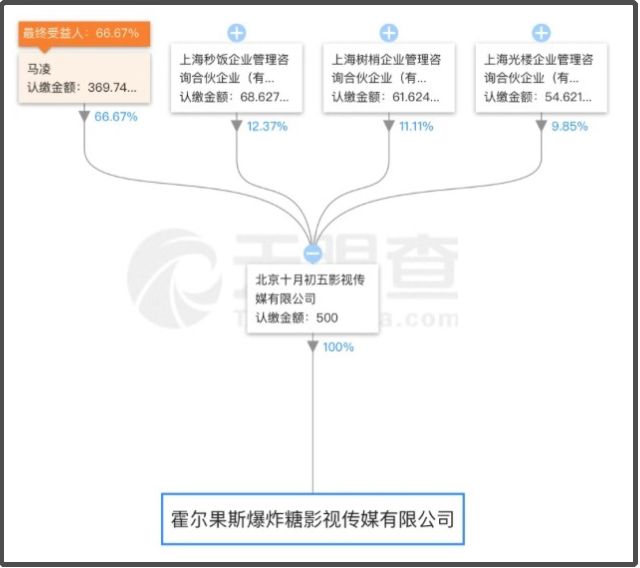 最终受益人：66.67%
马凌
认缴金额：369.74...
66.67%
上海秒饭企业管理咨
询合伙企业（有...
认缴金额：68.627...
12.37%
上海树梢企业管理咨
询合伙企业（有...
认缴金额：61.624...
11.11%
上海光楼企业管理咨
询合伙企业（有...
认缴金额：54.621...
9.85%
天眼查
北京十月初五影视传
媒有限公司
认缴金额：500
100%
霍尔果斯爆炸糖影视传媒有限公司